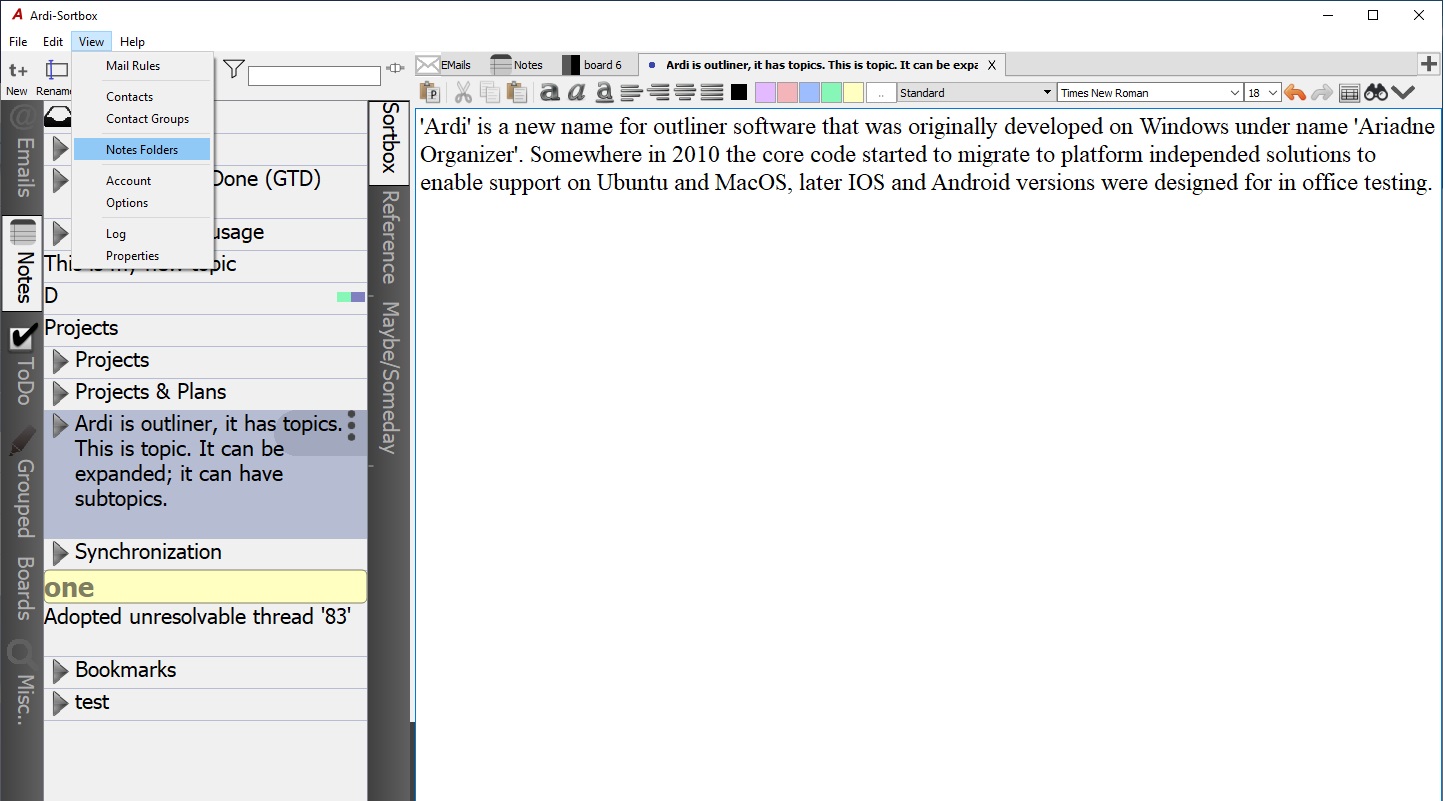 Ardi-Sortbox
File Edit View Help
t+
New Rename
Mail Rules
Contacts
Contact Groups
Notes Folders
Account
Options
Log
Properties
EMails
Notes
board 6
Ardi is outliner, it has topics. This is topic. It can be expa X
Standard
Times New Roman
18
Emails
Notes
ToDo
Grouped
Boards
Misc..
Done (GTD)
usage
topic
D
Projects
Projects
Projects & Plans
Ardi is outliner, it has topics.
This is topic. It can be
expanded; it can have
subtopics.
Synchronization
one
Adopted unresolvable thread '83'
Bookmarks
test
Sortbox
Reference
Maybe/Someday
'Ardi' is a new name for outliner software that was originally developed on Windows under name 'Ariadne
Organizer'. Somewhere in 2010 the core code started to migrate to platform independed solutions to
enable support on Ubuntu and MacOS, later IOS and Android versions were designed for in office testing.